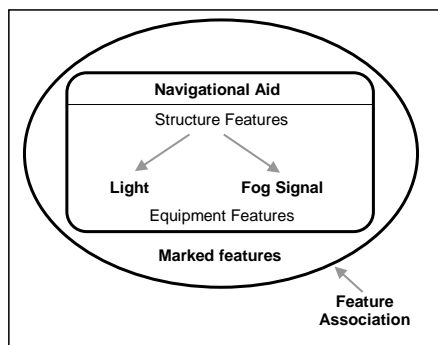 Navigational Aid
Structure Features
Light Fog Signal
Equipment Features
Marked features
Feature
Association